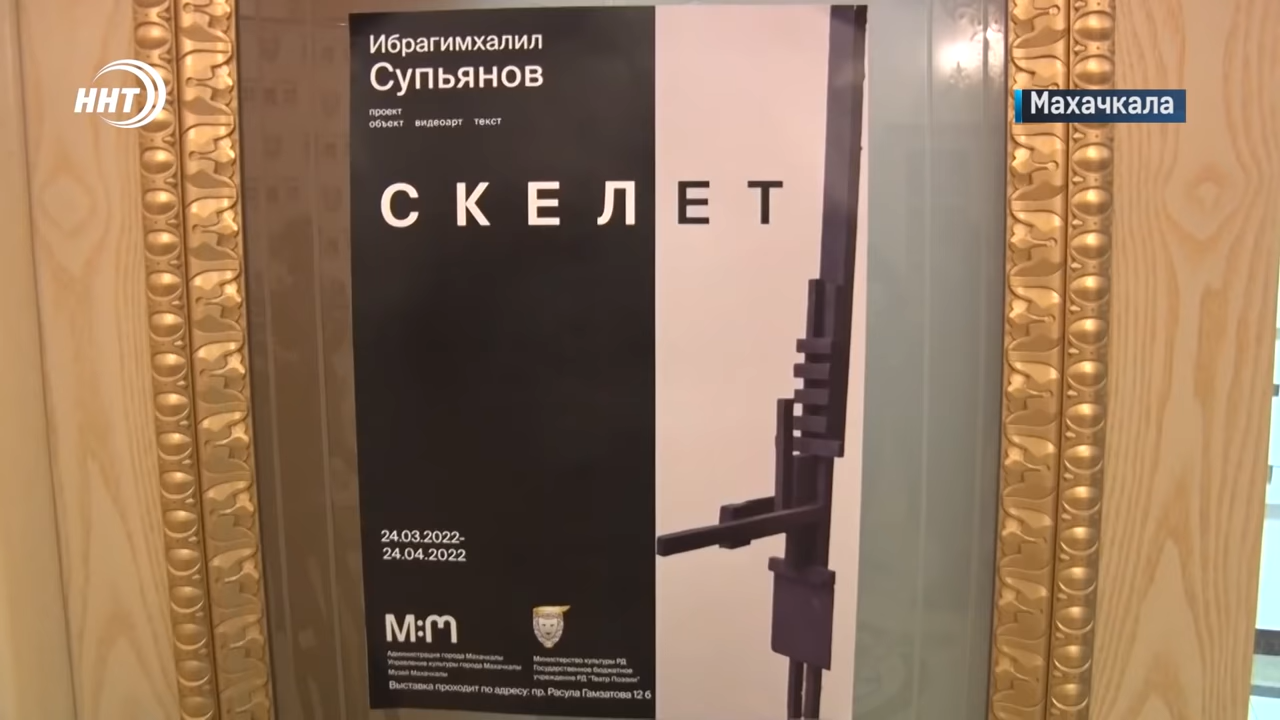 ННТ
Махачкала
Ибрагимхалил
Супьянов
проект
объект видеоарт текст
СКЕЛЕТ
24.03.2022-
24.04.2022
М:М
Администрация города Махачкалы
Управление культуры города Махачкалы
Музей Махачкалы
Министерство культуры РД
Государственное бюджетное
учреждение РД "Театр Поэзии"
Выставка проходит по адресу: пр. Расула Гамзатова 12 б